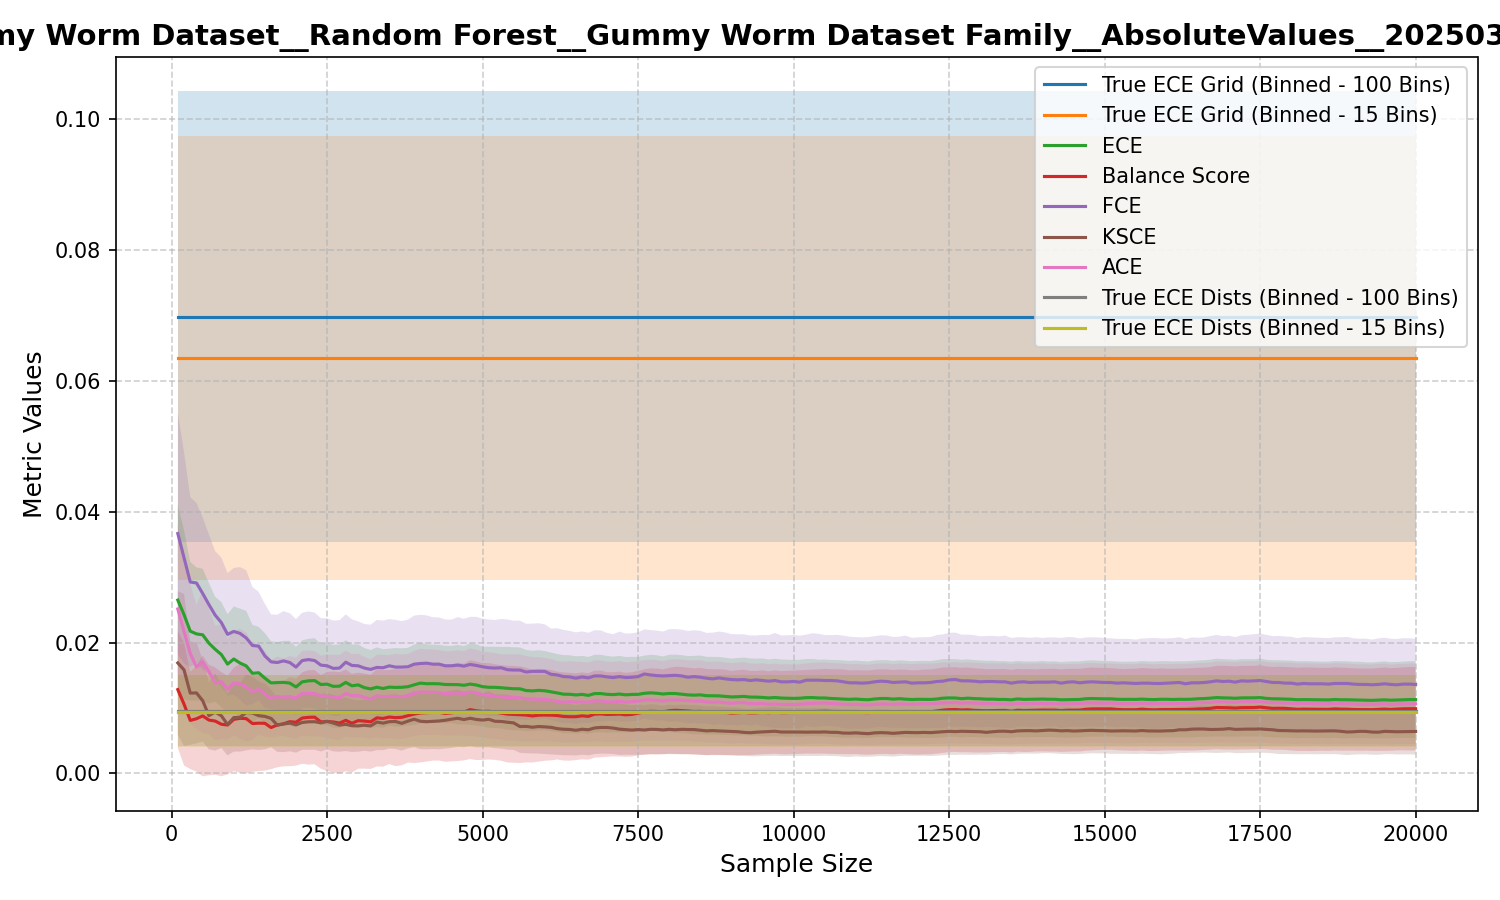 my Worm Dataset__Random Forest__Gummy Worm Dataset Family__AbsoluteValues__202503
True ECE Grid (Binned - 100 Bins)
True ECE Grid (Binned - 15 Bins)
ECE
Balance Score
FCE
KSCE
ACE
True ECE Dists (Binned - 100 Bins)
True ECE Dists (Binned - 15 Bins)
Metric Values
0.10
0.08
0.06
0.04
0.02
0.00
0 2500 5000 7500 10000 12500 15000 17500 20000
Sample Size